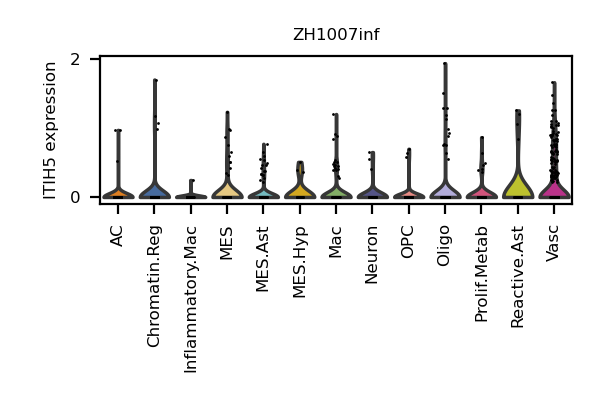 ZH1007inf
ITIH5 expression
2
0
AC
Chromatin.Reg
Inflammatory.Mac
MES
MES.Ast
MES.Hyp
Mac
Neuron
OPC
Oligo
Prolif.Metab
Reactive.Ast
Vasc